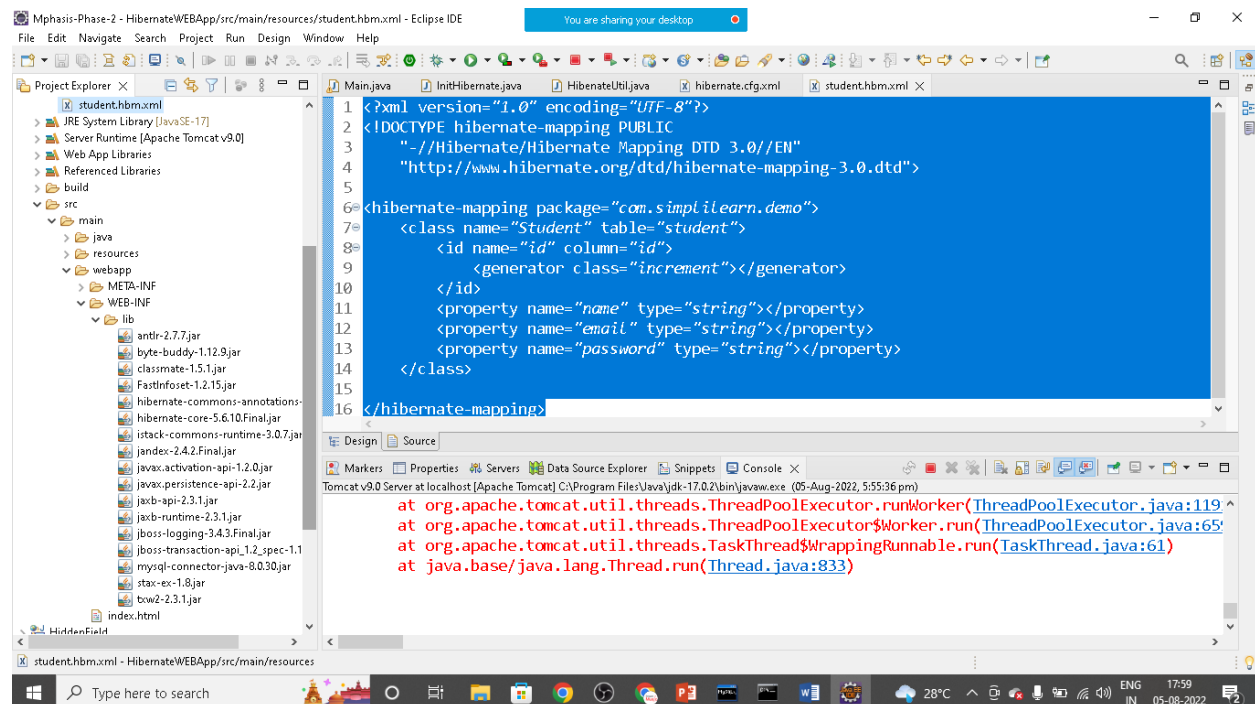 Mphasis-Phase-2 - HibernateWEBApp/src/main/resources/student.hbm.xml - Eclipse IDE
You are sharing your desktop
File Edit Navigate Search Project Run Design Window Help
Project Explorer
Main.java InitHibernate.java HibenateUtil.java hibernate.cfg.xml student.hbm.xml
student.hbm.xml
JRE System Library [JavaSE-17]
Server Runtime [Apache Tomcat v9.0]
Web App Libraries
Referenced Libraries
build
src
main
java
resources
webapp
META-INF
WEB-INF
lib
antlr-2.7.7.jar
byte-buddy-1.12.9.jar
classmate-1.5.1.jar
FastInfoset-1.2.15.jar
hibernate-commons-annotations-
hibernate-core-5.6.10.Final.jar
istack-commons-runtime-3.0.7.jar
jandex-2.4.2.Final.jar
javax.activation-api-1.2.0.jar
javax.persistence-api-2.2.jar
jaxb-api-2.3.1.jar
jaxb-runtime-2.3.1.jar
jboss-logging-3.4.3.Final.jar
jboss-transaction-api_1.2_spec-1.1
mysql-connector-java-8.0.30.jar
stax-ex-1.8.jar
txw2-2.3.1.jar
index.html
HiddenField
1 <?xml version="1.0" encoding="UTF-8"?>
2 <!DOCTYPE hibernate-mapping PUBLIC
3 "-//Hibernate/Hibernate Mapping DTD 3.0//EN"
4 "http://www.hibernate.org/dtd/hibernate-mapping-3.0.dtd">
5
6 <hibernate-mapping package="com.simplilearn.demo">
7 <class name="Student" table="student">
8 <id name="id" column="id">
9 <generator class="increment"></generator>
10 </id>
11 <property name="name" type="string"></property>
12 <property name="email" type="string"></property>
13 <property name="password" type="string"></property>
14 </class>
15
16 </hibernate-mapping>
Design Source
Markers Properties Servers Data Source Explorer Snippets Console
Tomcat v9.0 Server at localhost [Apache Tomcat] C:\Program Files\Java\jdk-17.0.2\bin\javaw.exe (05-Aug-2022, 5:55:36 pm)
at org.apache.tomcat.util.threads.ThreadPoolExecutor.runWorker(ThreadPoolExecutor.java:119
at org.apache.tomcat.util.threads.ThreadPoolExecutor$Worker.run(ThreadPoolExecutor.java:659
at org.apache.tomcat.util.threads.TaskThread$WrappingRunnable.run(TaskThread.java:61)
at java.base/java.lang.Thread.run(Thread.java:833)
student.hbm.xml - HibernateWEBApp/src/main/resources
Type here to search
28°C
ENG
IN
17:59
05-08-2022